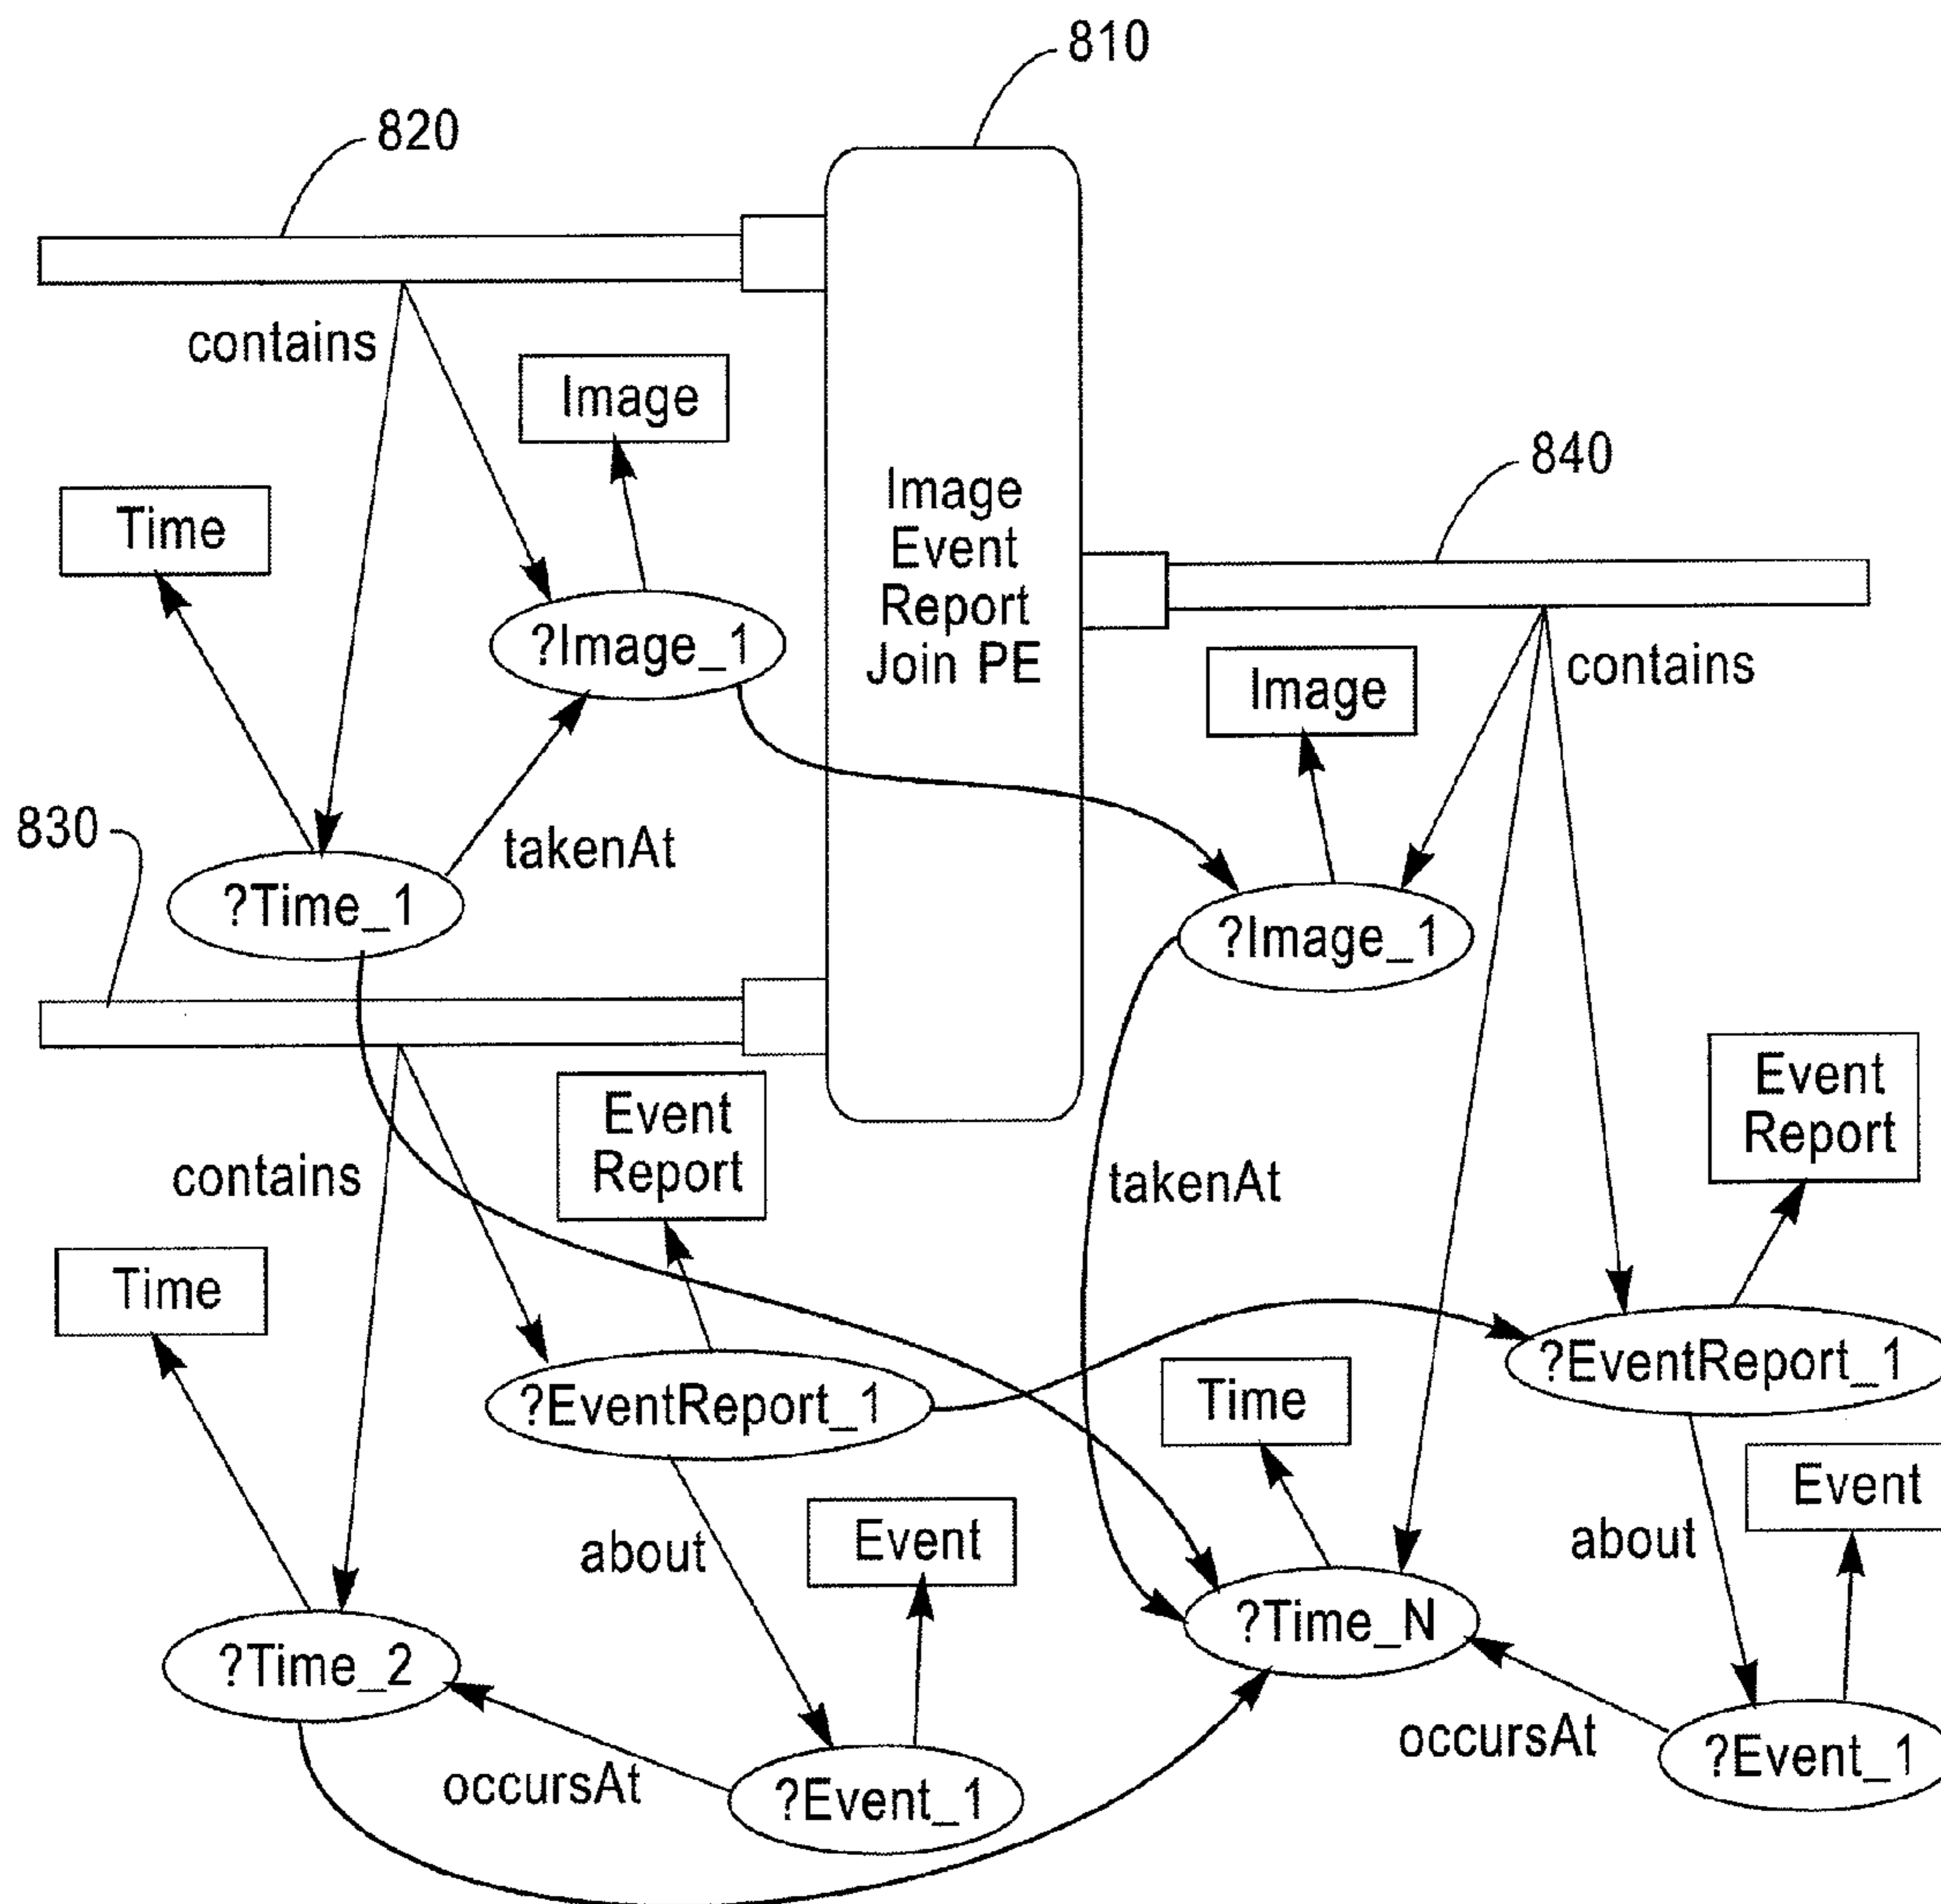 810
820
contains
Image
Time
?Image_1
takenAt
830
?Time_1
Image
Event
Report
Join PE
840
contains
Image
?Image_1
takenAt
contains
Event
Report
Time
?EventReport_1
about
Event
?Time_2
occursAt
?Event_1
Event
Report
?EventReport_1
Time
Event
about
?Time_N
occursAt
?Event_1